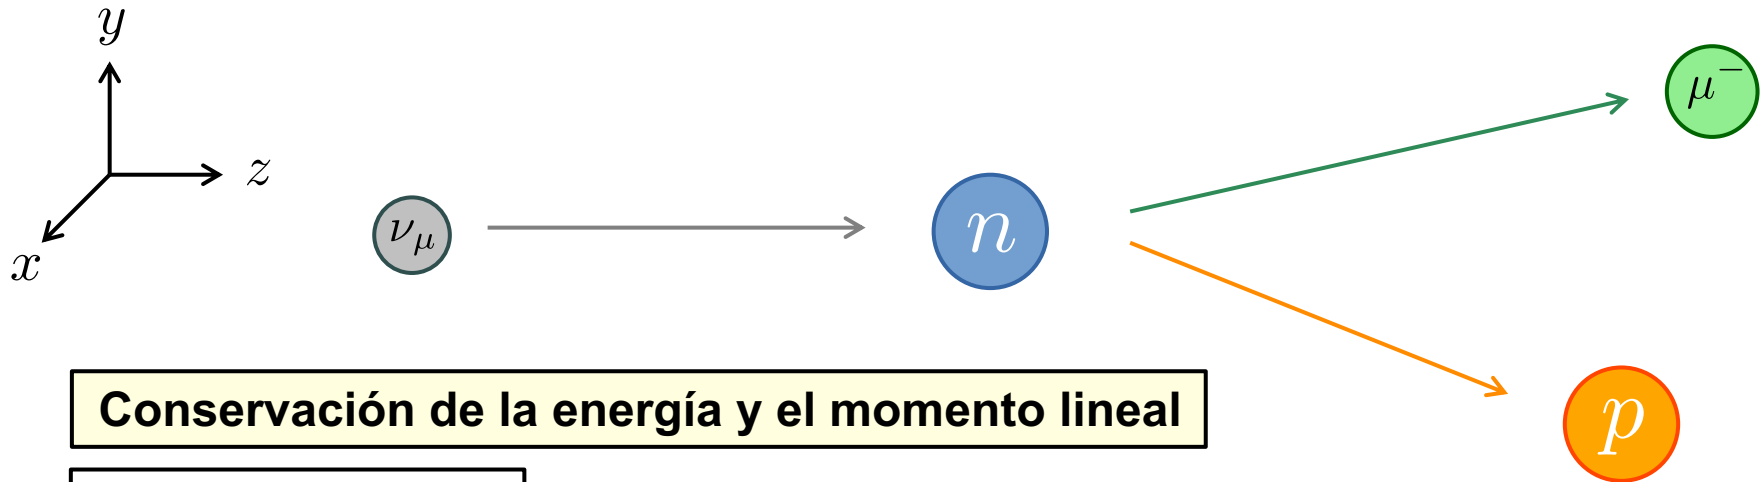 y
z
x
ν_μ
n
μ⁻
p
Conservación de la energía y el momento lineal